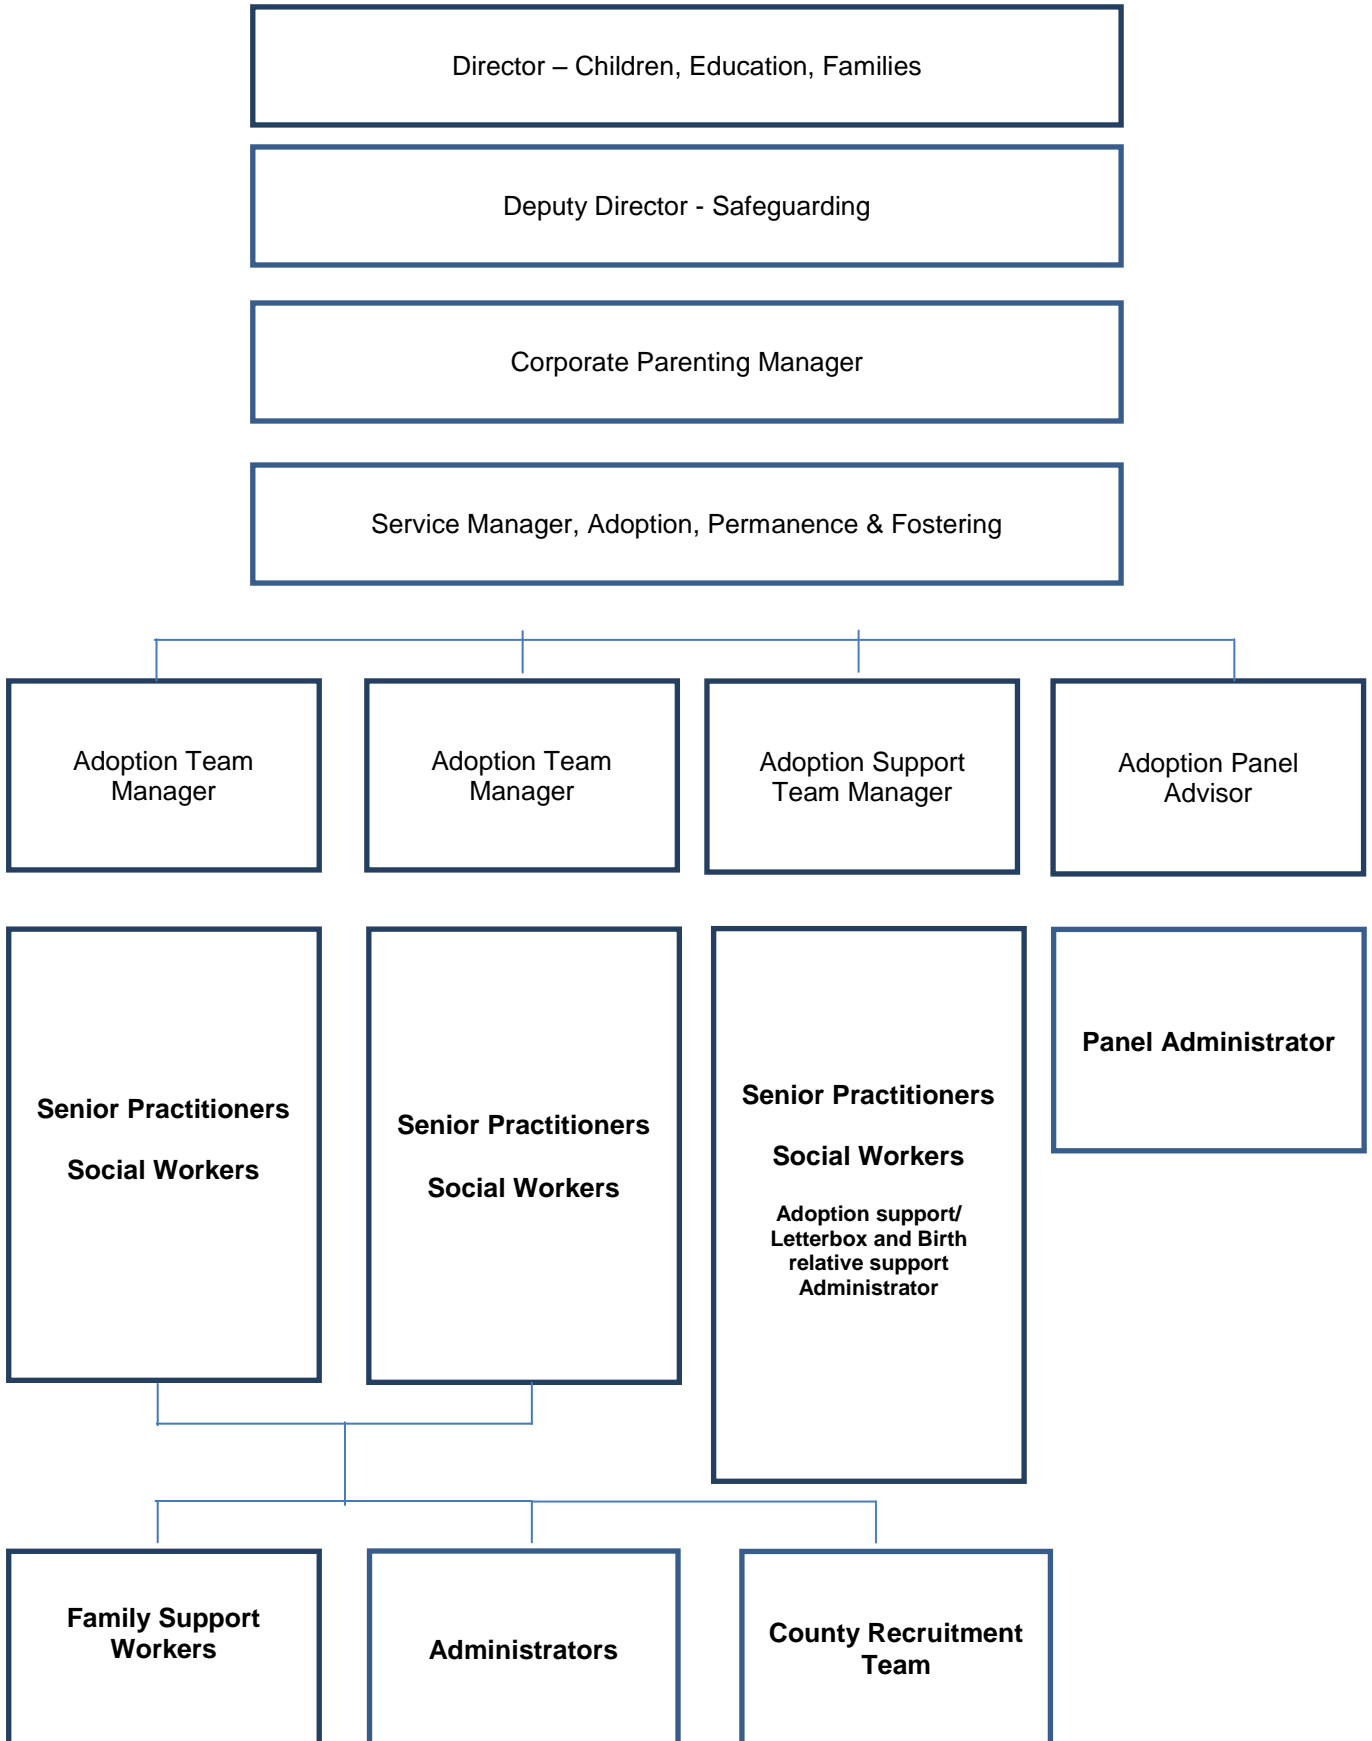 Director – Children, Education, Families
Deputy Director - Safeguarding
Corporate Parenting Manager
Service Manager, Adoption, Permanence & Fostering
Adoption Team
Manager
Adoption Team
Manager
Adoption Support
Team Manager
Adoption Panel
Advisor
Senior Practitioners
Social Workers
Senior Practitioners
Social Workers
Senior Practitioners
Social Workers
Adoption support/
Letterbox and Birth
relative support
Administrator
Panel Administrator
Family Support
Workers
Administrators
County Recruitment
Team